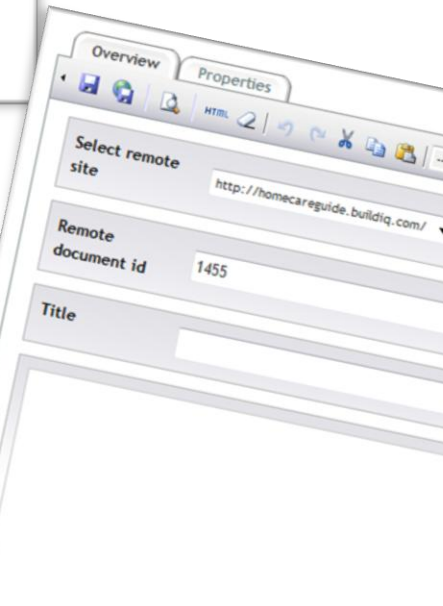 Overview
Properties
HTML
Select remote
site
http://homecareguide.buildiq.com/
Remote
document id
1455
Title